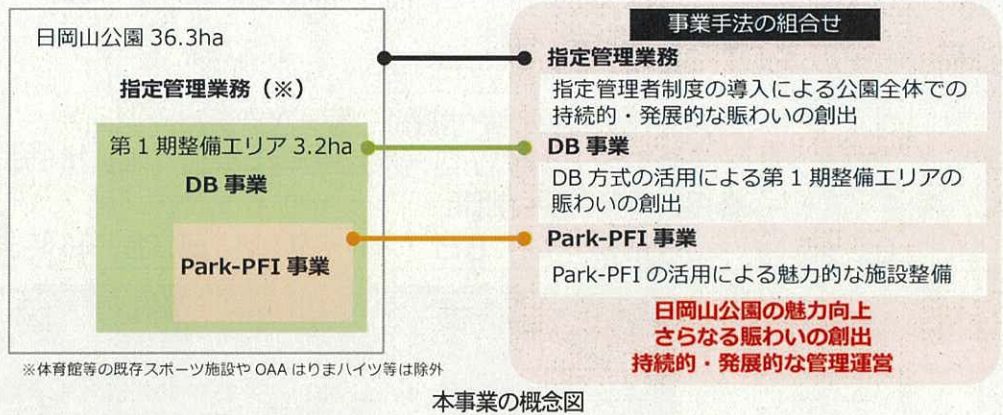 日岡山公園 36.3ha
指定管理業務（※）
第1期整備エリア 3.2ha
DB 事業
Park-PFI 事業
※体育館等の既存スポーツ施設や OAA はりまハイツ等は除外
事業手法の組合せ
指定管理業務
指定管理者制度の導入による公園全体での
持続的・発展的な賑わいの創出
DB 事業
DB 方式の活用による第1期整備エリアの
賑わいの創出
Park-PFI 事業
Park-PFI の活用による魅力的な施設整備
日岡山公園の魅力向上
さらなる賑わいの創出
持続的・発展的な管理運営
本事業の概念図